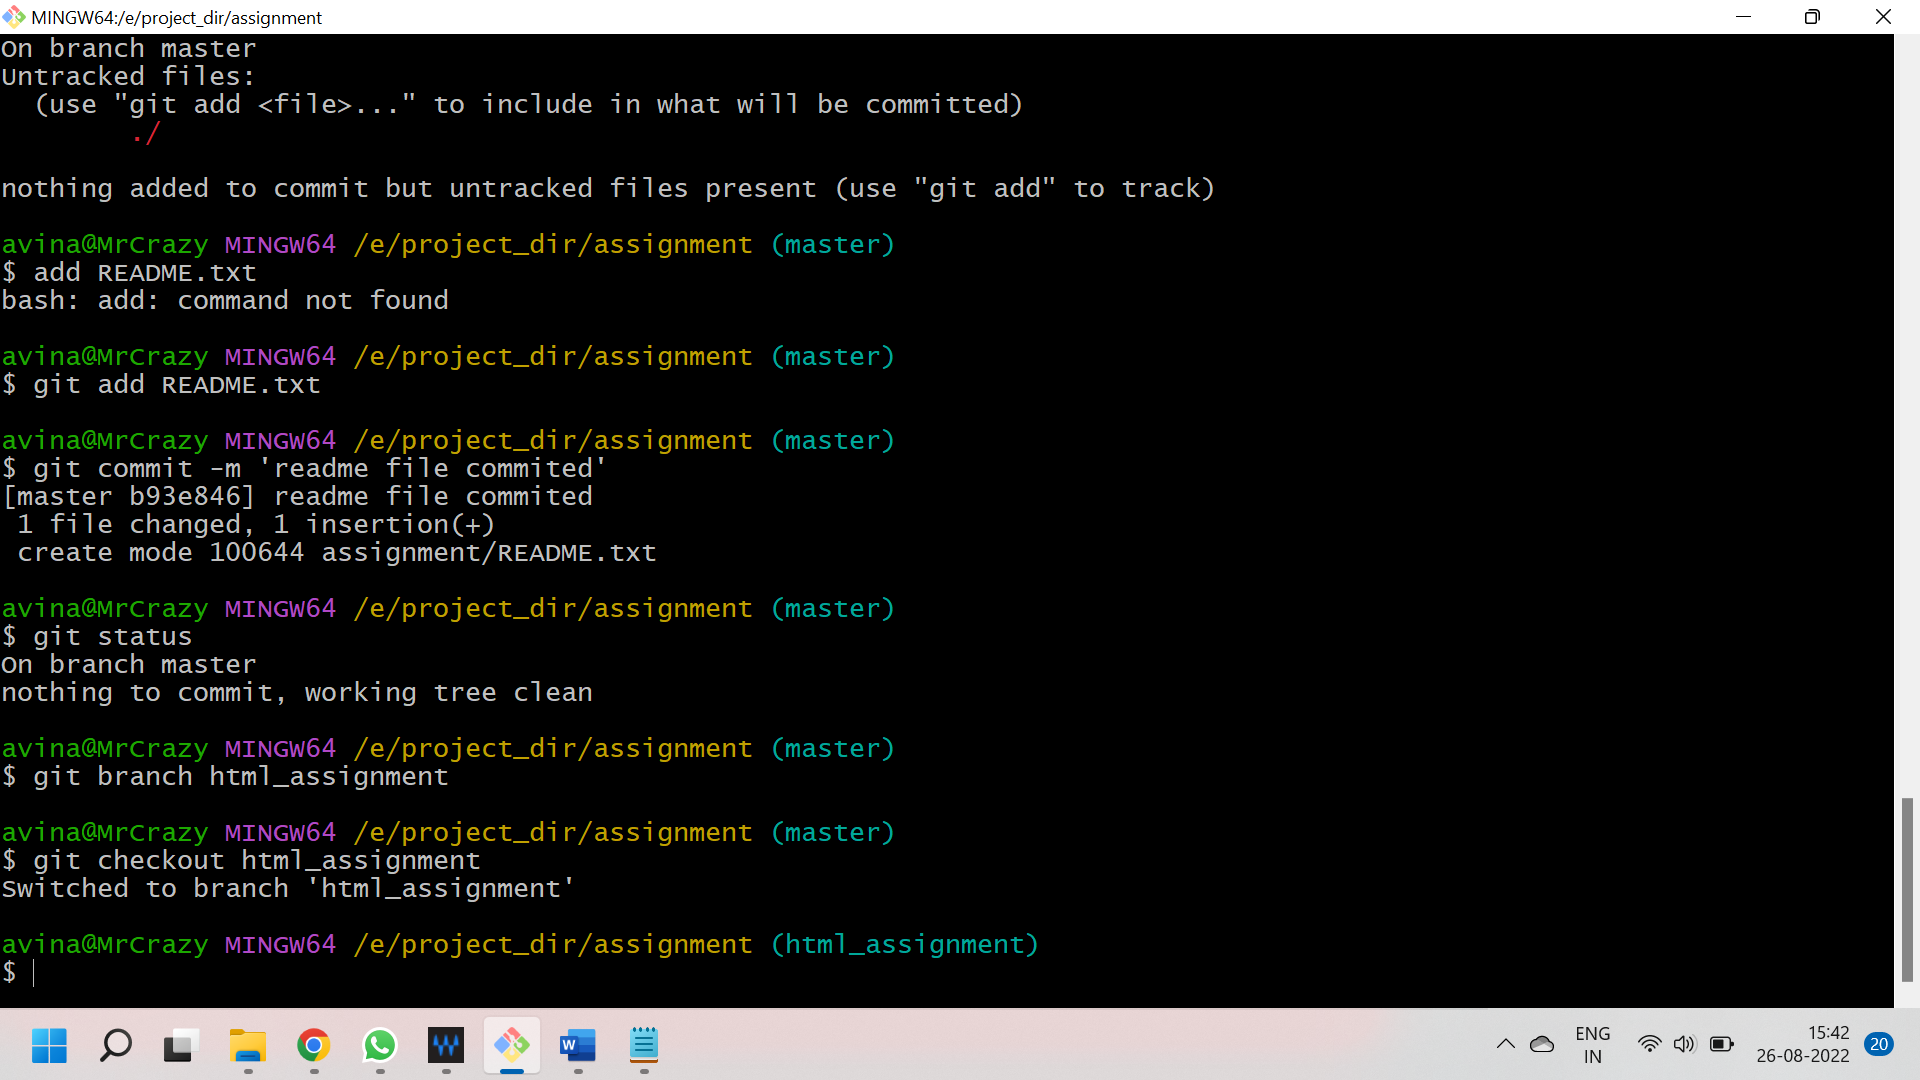 MINGW64:/e/project_dir/assignment
On branch master
Untracked files:
  (use "git add <file>..." to include in what will be committed)
        ./
nothing added to commit but untracked files present (use "git add" to track)
avina@MrCrazy MINGW64 /e/project_dir/assignment (master)
$ add README.txt
bash: add: command not found
avina@MrCrazy MINGW64 /e/project_dir/assignment (master)
$ git add README.txt
avina@MrCrazy MINGW64 /e/project_dir/assignment (master)
$ git commit -m 'readme file commited'
[master b93e846] readme file commited
 1 file changed, 1 insertion(+)
 create mode 100644 assignment/README.txt
avina@MrCrazy MINGW64 /e/project_dir/assignment (master)
$ git status
On branch master
nothing to commit, working tree clean
avina@MrCrazy MINGW64 /e/project_dir/assignment (master)
$ git branch html_assignment
avina@MrCrazy MINGW64 /e/project_dir/assignment (master)
$ git checkout html_assignment
Switched to branch 'html_assignment'
avina@MrCrazy MINGW64 /e/project_dir/assignment (html_assignment)
$
W
ENG
IN
15:42
26-08-2022
20